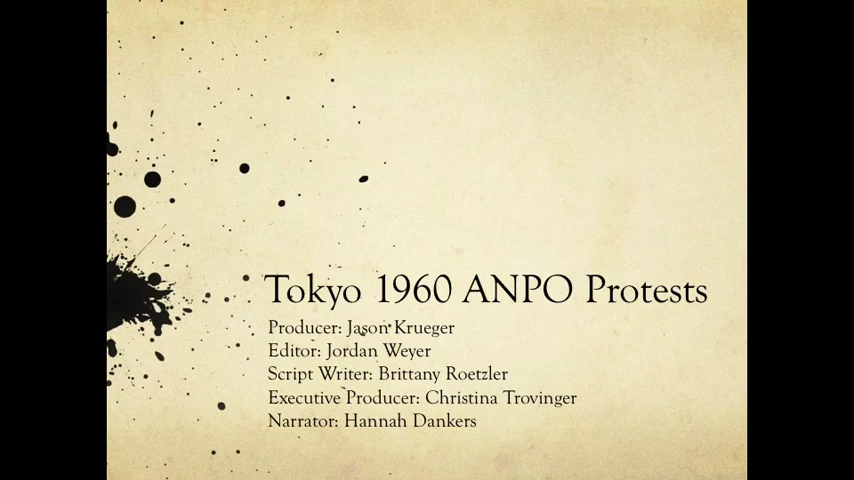 Tokyo 1960 ANPO Protests
Producer: Jason Krueger
Editor: Jordan Weyer
Script Writer: Brittany Roetzler
Executive Producer: Christina Trovinger
Narrator: Hannah Dankers